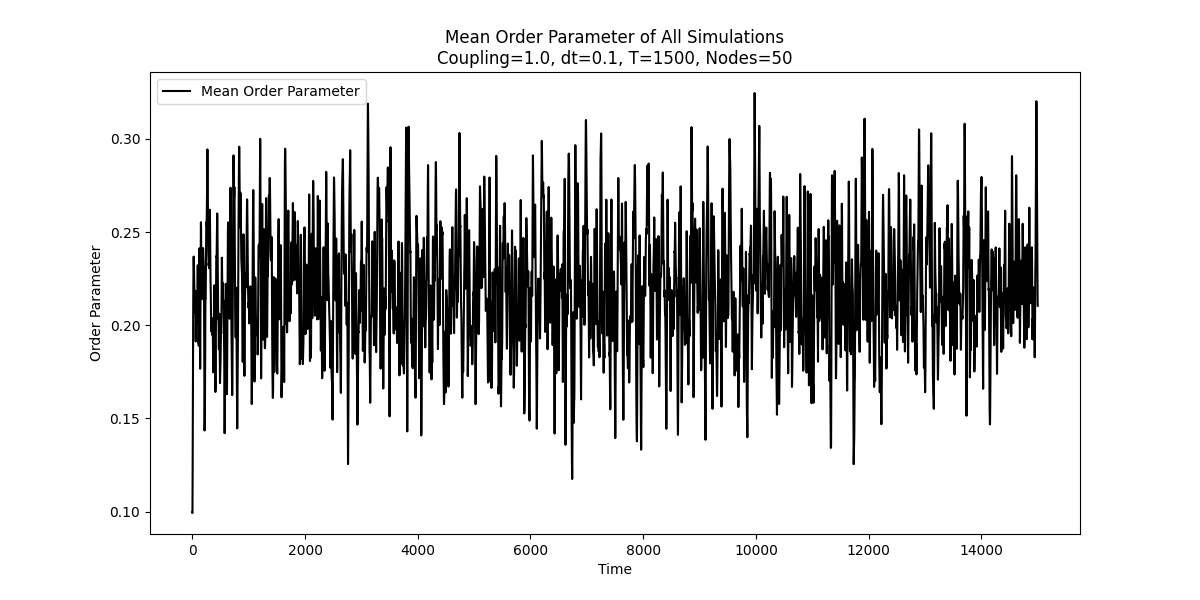 Mean Order Parameter of All Simulations
Coupling=1.0, dt=0.1, T=1500, Nodes=50
Mean Order Parameter
Order Parameter
0.30
0.25
0.20
0.15
0.10
0 2000 4000 6000 8000 10000 12000 14000
Time